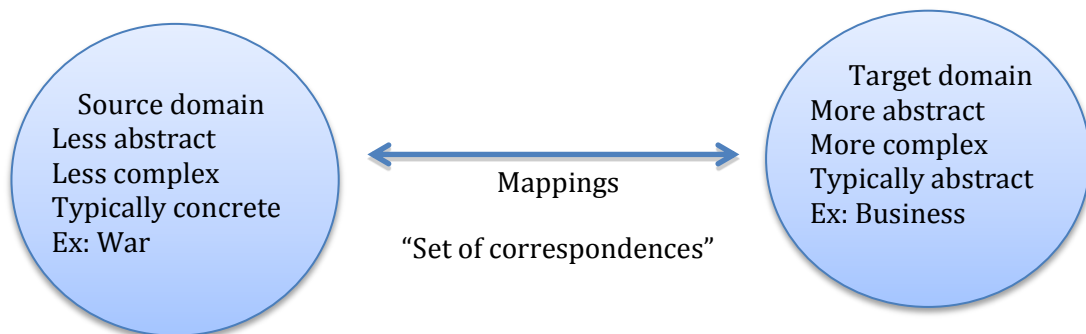 Source domain
Less abstract
Less complex
Typically concrete
Ex: War
Mappings
“Set of correspondences”
Target domain
More abstract
More complex
Typically abstract
Ex: Business